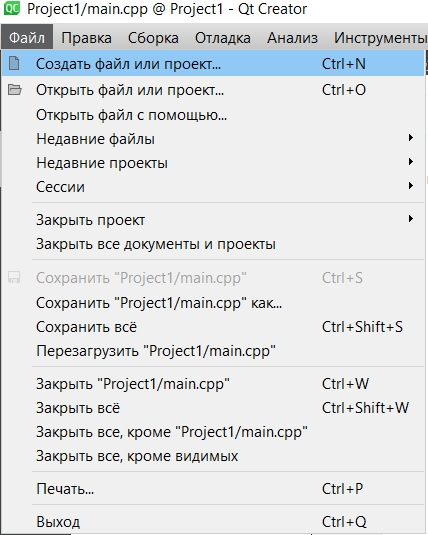 QC Project1/main.cpp @ Project1 - Qt Creator
Файл Правка Сборка Отладка Анализ Инструменты
Создать файл или проект... Ctrl+N
Открыть файл или проект... Ctrl+O
Открыть файл с помощью...
Недавние файлы
Недавние проекты
Сессии
Закрыть проект
Закрыть все документы и проекты
Сохранить "Project1/main.cpp" Ctrl+S
Сохранить "Project1/main.cpp" как...
Сохранить всё Ctrl+Shift+S
Перезагрузить "Project1/main.cpp"
Закрыть "Project1/main.cpp" Ctrl+W
Закрыть всё Ctrl+Shift+W
Закрыть все, кроме "Project1/main.cpp"
Закрыть все, кроме видимых
Печать... Ctrl+P
Выход Ctrl+Q